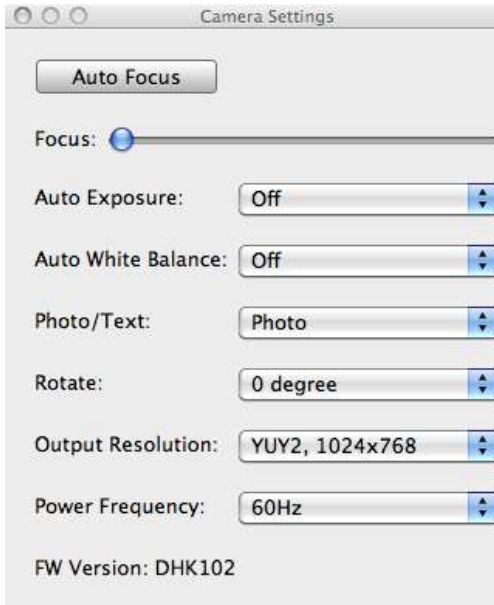 Camera Settings
Auto Focus
Focus:
Auto Exposure: Off
Auto White Balance: Off
Photo/Text: Photo
Rotate: 0 degree
Output Resolution: YUY2, 1024x768
Power Frequency: 60Hz
FW Version: DHK102